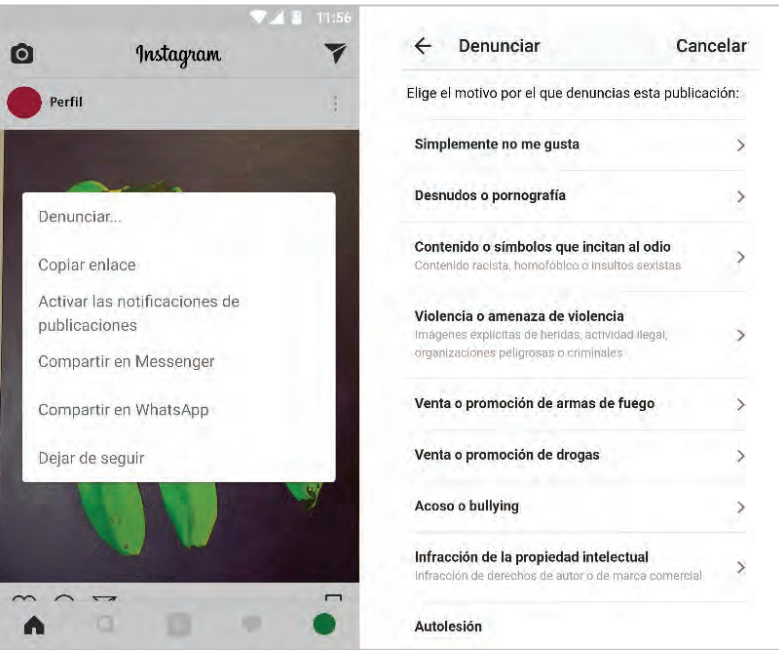 11:56
Instagram
Perfil
Denunciar...
Copiar enlace
Activar las notificaciones de
publicaciones
Compartir en Messenger
Compartir en WhatsApp
Dejar de seguir
Denunciar
Cancelar
Elige el motivo por el que denuncias esta publicación:
Simplemente no me gusta
Desnudos o pornografía
Contenido o símbolos que incitan al odio
Contenido racista, homofóbico o insultos sexistas
Violencia o amenaza de violencia
Imágenes explícitas de heridas, actividad ilegal,
organizaciones peligrosas o criminales
Venta o promoción de armas de fuego
Venta o promoción de drogas
Acoso o bullying
Infracción de la propiedad intelectual
Infracción de derechos de autor o de marca comercial
Autolesión